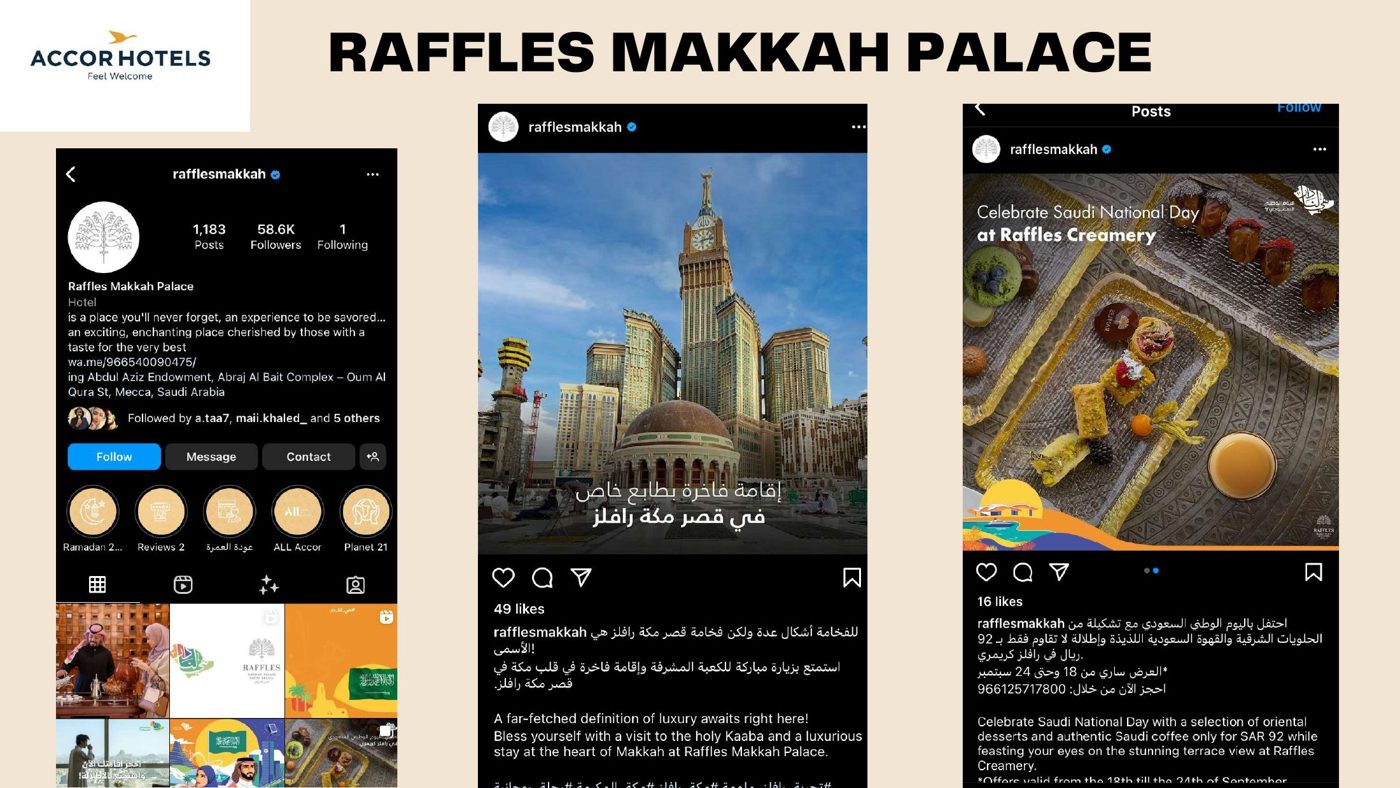 ACCOR HOTELS
Feel Welcome
RAFFLES MAKKAH PALACE
rafflesmakkah
1,183
Posts
58.6K
Followers
1
Following
Raffles Makkah Palace
Hotel
is a place you'll never forget, an experience to be savored...
an exciting, enchanting place cherished by those with a
taste for the very best
wa.me/966540090475/
ing Abdul Aziz Endowment, Abraj Al Bait Complex – Oum Al
Qura St, Mecca, Saudi Arabia
Followed by a.taa7, maii.khaled_ and 5 others
Follow
Message
Contact
Ramadan 2...
Reviews 2
عودة العمرة
ALL Accor
Planet 21
RAFFLES
rafflesmakkah
إقامة فاخرة بطابع خاص
في قصر مكة رافلز
49 likes
rafflesmakkah للفخامة أشكال عدة ولكن فخامة قصر مكة رافلز هي
الأسمى!
استمتع بزيارة مباركة للكعبة المشرفة وإقامة فاخرة في قلب مكة في
قصر مكة رافلز.
A far-fetched definition of luxury awaits right here!
Bless yourself with a visit to the holy Kaaba and a luxurious
stay at the heart of Makkah at Raffles Makkah Palace.
Posts
Follow
rafflesmakkah
Celebrate Saudi National Day
at Raffles Creamery
RAFFLES
16 likes
rafflesmakkah احتفل باليوم الوطني السعودي مع تشكيلة من
الحلويات الشرقية والقهوة السعودية اللذيذة وإطلالة لا تقاوم فقط بـ 92
ريال في رافلز كريمري.
*العرض ساري من 18 وحتى 24 سبتمبر
احجز الآن من خلال: 966125717800
Celebrate Saudi National Day with a selection of oriental
desserts and authentic Saudi coffee only for SAR 92 while
feasting your eyes on the stunning terrace view at Raffles
Creamery.
*Offers valid from the 18th till the 24th of September